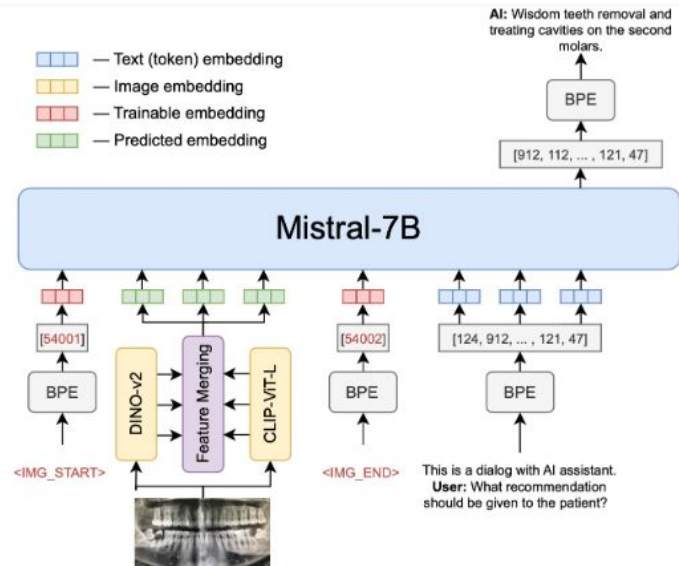 AI: Wisdom teeth removal and
treating cavities on the second
molars.
— Text (token) embedding
— Image embedding
— Trainable embedding
— Predicted embedding
BPE
[912, 112, ... , 121, 47]
Mistral-7B
[54001]
[54002]
[124, 912, ... , 121, 47]
BPE
DINO-v2
Feature Merging
CLIP-ViT-L
BPE
BPE
<IMG_START>
<IMG_END>
This is a dialog with AI assistant.
User: What recommendation
should be given to the patient?